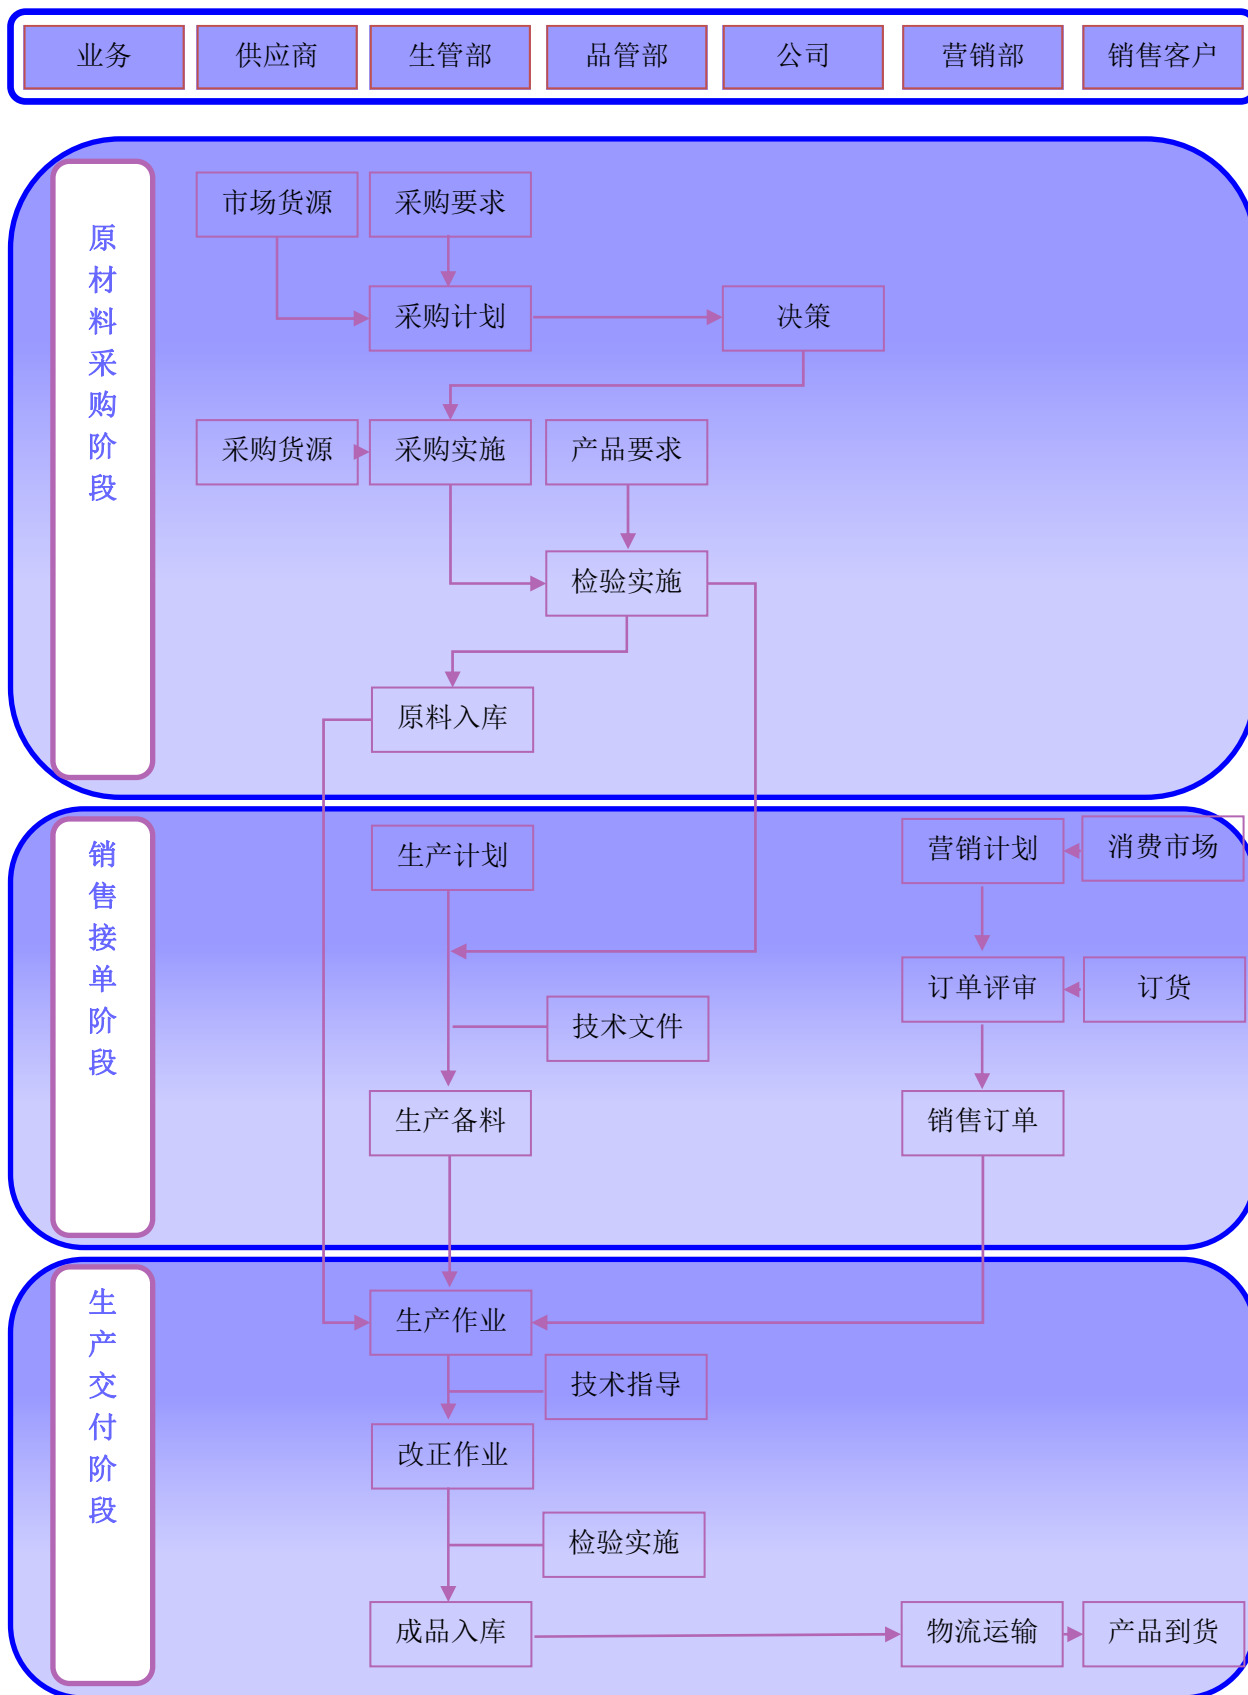 业务
供应商
生管部
品管部
公司
营销部
销售客户
原材料采购阶段
市场货源
采购要求
采购计划
决策
采购货源
采购实施
产品要求
检验实施
原料入库
销售接单阶段
生产计划
营销计划
消费市场
订单评审
订货
技术文件
生产备料
销售订单
生产交付阶段
生产作业
技术指导
改正作业
检验实施
成品入库
物流运输
产品到货